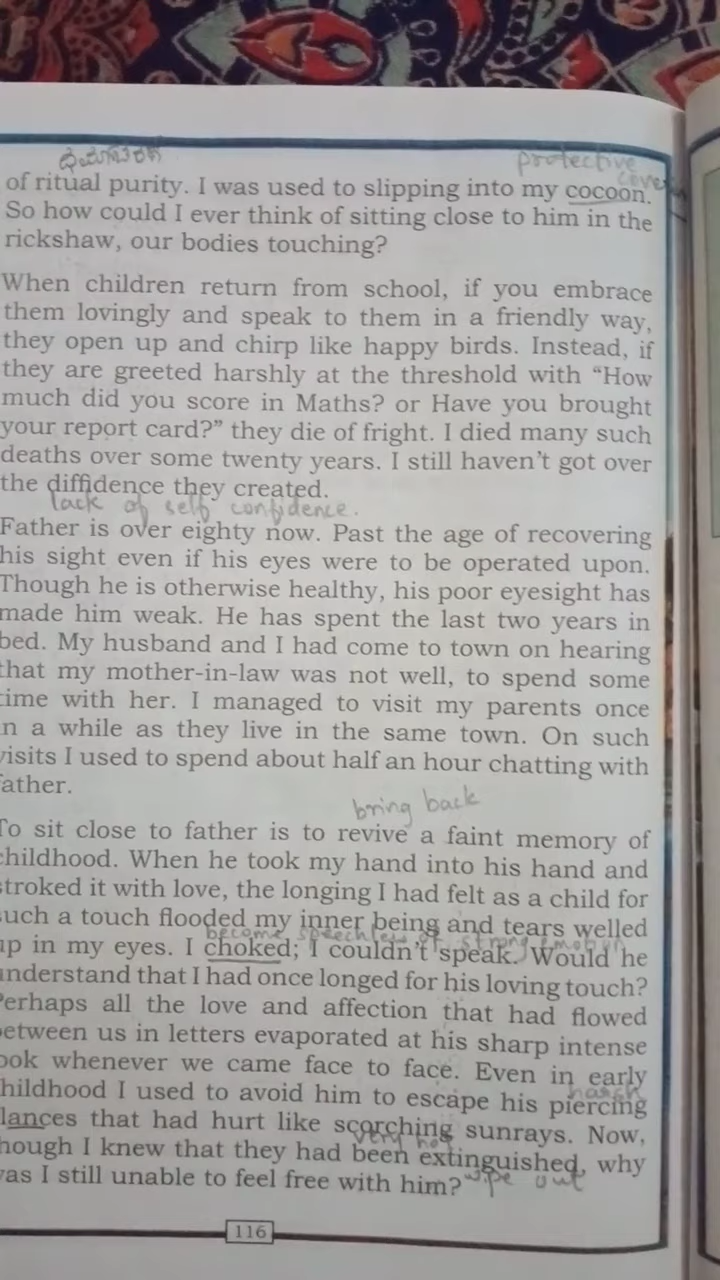 protective
cover
of ritual purity. I was used to slipping into my cocoon.
So how could I ever think of sitting close to him in the
rickshaw, our bodies touching?
When children return from school, if you embrace
them lovingly and speak to them in a friendly way,
they open up and chirp like happy birds. Instead, if
they are greeted harshly at the threshold with “How
much did you score in Maths? or Have you brought
your report card?” they die of fright. I died many such
deaths over some twenty years. I still haven’t got over
the diffidence they created.
lack of self confidence.
Father is over eighty now. Past the age of recovering
his sight even if his eyes were to be operated upon.
Though he is otherwise healthy, his poor eyesight has
made him weak. He has spent the last two years in
bed. My husband and I had come to town on hearing
that my mother-in-law was not well, to spend some
time with her. I managed to visit my parents once
n a while as they live in the same town. On such
visits I used to spend about half an hour chatting with
father.
bring back
To sit close to father is to revive a faint memory of
childhood. When he took my hand into his hand and
stroked it with love, the longing I had felt as a child for
such a touch flooded my inner being and tears welled
become speechless of strong emotion
up in my eyes. I choked; I couldn’t speak. Would he
understand that I had once longed for his loving touch?
Perhaps all the love and affection that had flowed
between us in letters evaporated at his sharp intense
ook whenever we came face to face. Even in early
harsh
hildhood I used to avoid him to escape his piercing
lances that had hurt like scorching sunrays. Now,
very hot
hough I knew that they had been extinguished, why
wipe out
was I still unable to feel free with him?
116